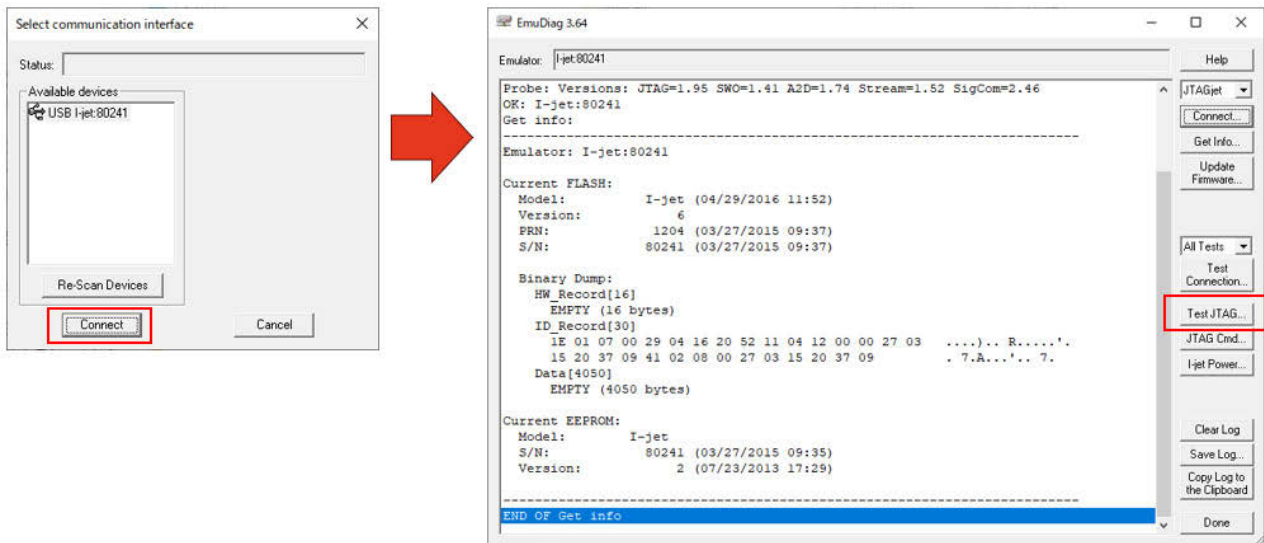 Select communication interface
Status:
Available devices
USB I-jet:80241
Re-Scan Devices
Connect
Cancel
EmuDiag 3.64
Emulator: I-jet:80241
Probe: Versions: JTAG=1.95 SWO=1.41 A2D=1.74 Stream=1.52 SigCom=2.46
OK: I-jet:80241
Get info:
--------------------------------------------------------------------------
Emulator: I-jet:80241
Current FLASH:
Model: I-jet (04/29/2016 11:52)
Version: 6
PRN: 1204 (03/27/2015 09:37)
S/N: 80241 (03/27/2015 09:37)
Binary Dump:
HW_Record[16]
EMPTY (16 bytes)
ID_Record[30]
1E 01 07 00 29 04 16 20 52 11 04 12 00 00 27 03 ....).. R.....'.
15 20 37 09 41 02 08 00 27 03 15 20 37 09 . 7.A...'.. 7.
Data[4050]
EMPTY (4050 bytes)
Current EEPROM:
Model: I-jet
S/N: 80241 (03/27/2015 09:35)
Version: 2 (07/23/2013 17:29)
--------------------------------------------------------------------------
END OF Get info
Help
JTAGjet
Connect...
Get Info...
Update
Firmware...
All Tests
Test
Connection...
Test JTAG...
JTAG Cmd...
I-jet Power...
Clear Log
Save Log...
Copy Log to
the Clipboard
Done